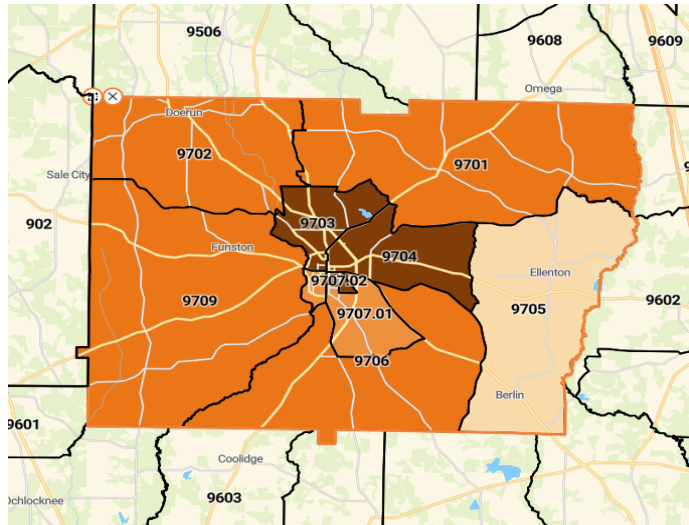 9506
9608
9609
Omega
Doerun
9702
9701
Sale City
902
9703
Funston
9704
Ellenton
9707.02
9709
9705
9602
9707.01
9706
Berlin
9601
Coolidge
9603
Ochlocknee